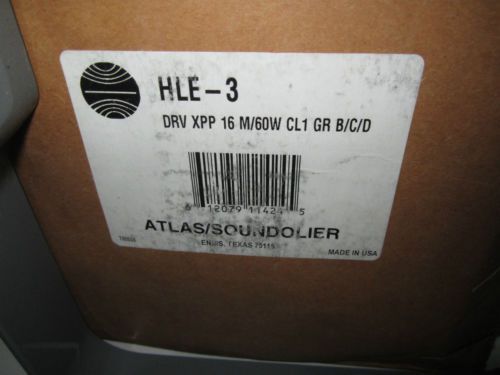 HLE-3
DRV XPP 16 M/60W CL1 GR B/C/D
6 12079 11424 5
ATLAS/SOUNDOLIER
ENNIS, TEXAS 75119
MADE IN USA